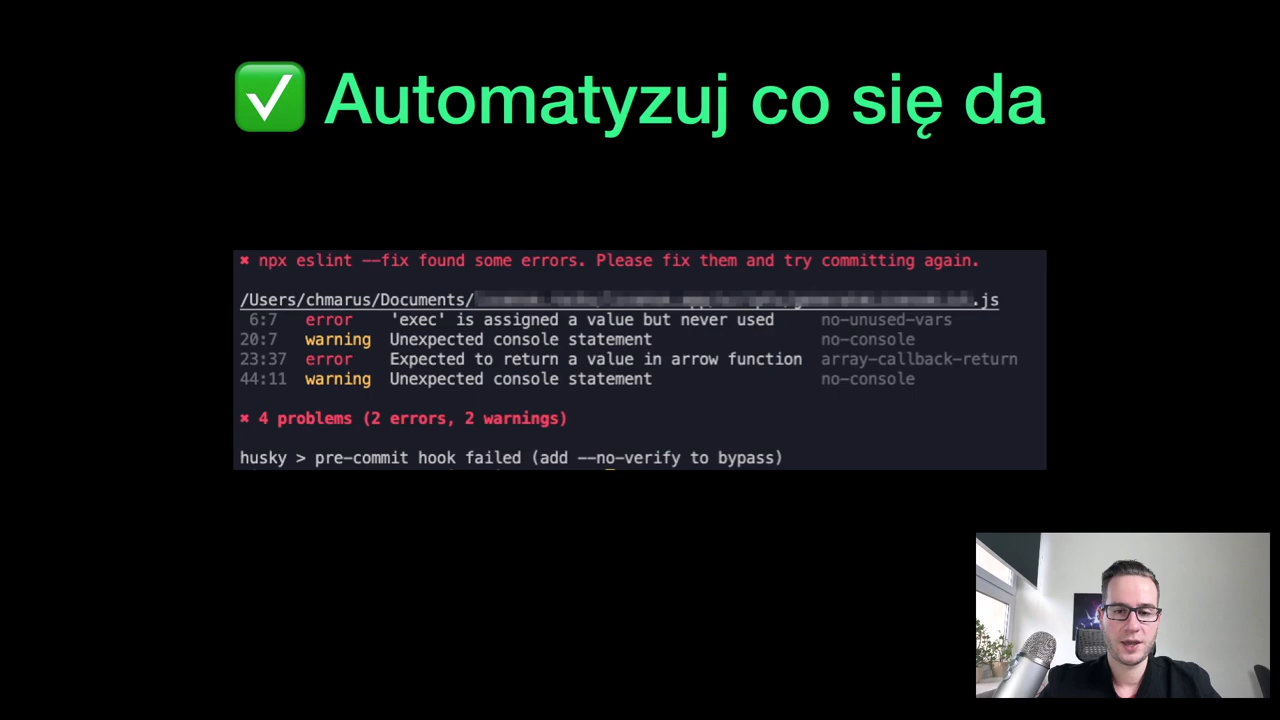 ✅ Automatyzuj co się da
✖ npx eslint --fix found some errors. Please fix them and try committing again.
/Users/chmarus/Documents/ .js
6:7 error 'exec' is assigned a value but never used no-unused-vars
20:7 warning Unexpected console statement no-console
23:37 error Expected to return a value in arrow function array-callback-return
44:11 warning Unexpected console statement no-console
✖ 4 problems (2 errors, 2 warnings)
husky > pre-commit hook failed (add --no-verify to bypass)